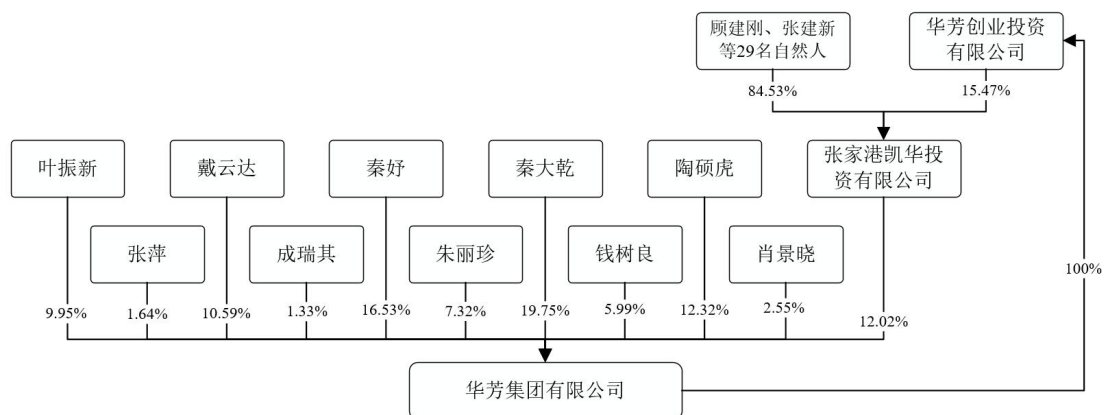 顾建刚、张建新
等29名自然人
华芳创业投资
有限公司
84.53%
15.47%
叶振新
戴云达
秦妤
秦大乾
陶硕虎
张家港凯华投
资有限公司
张萍
成瑞其
朱丽珍
钱树良
肖景晓
100%
9.95%
1.64%
10.59%
1.33%
16.53%
7.32%
19.75%
5.99%
12.32%
2.55%
12.02%
华芳集团有限公司